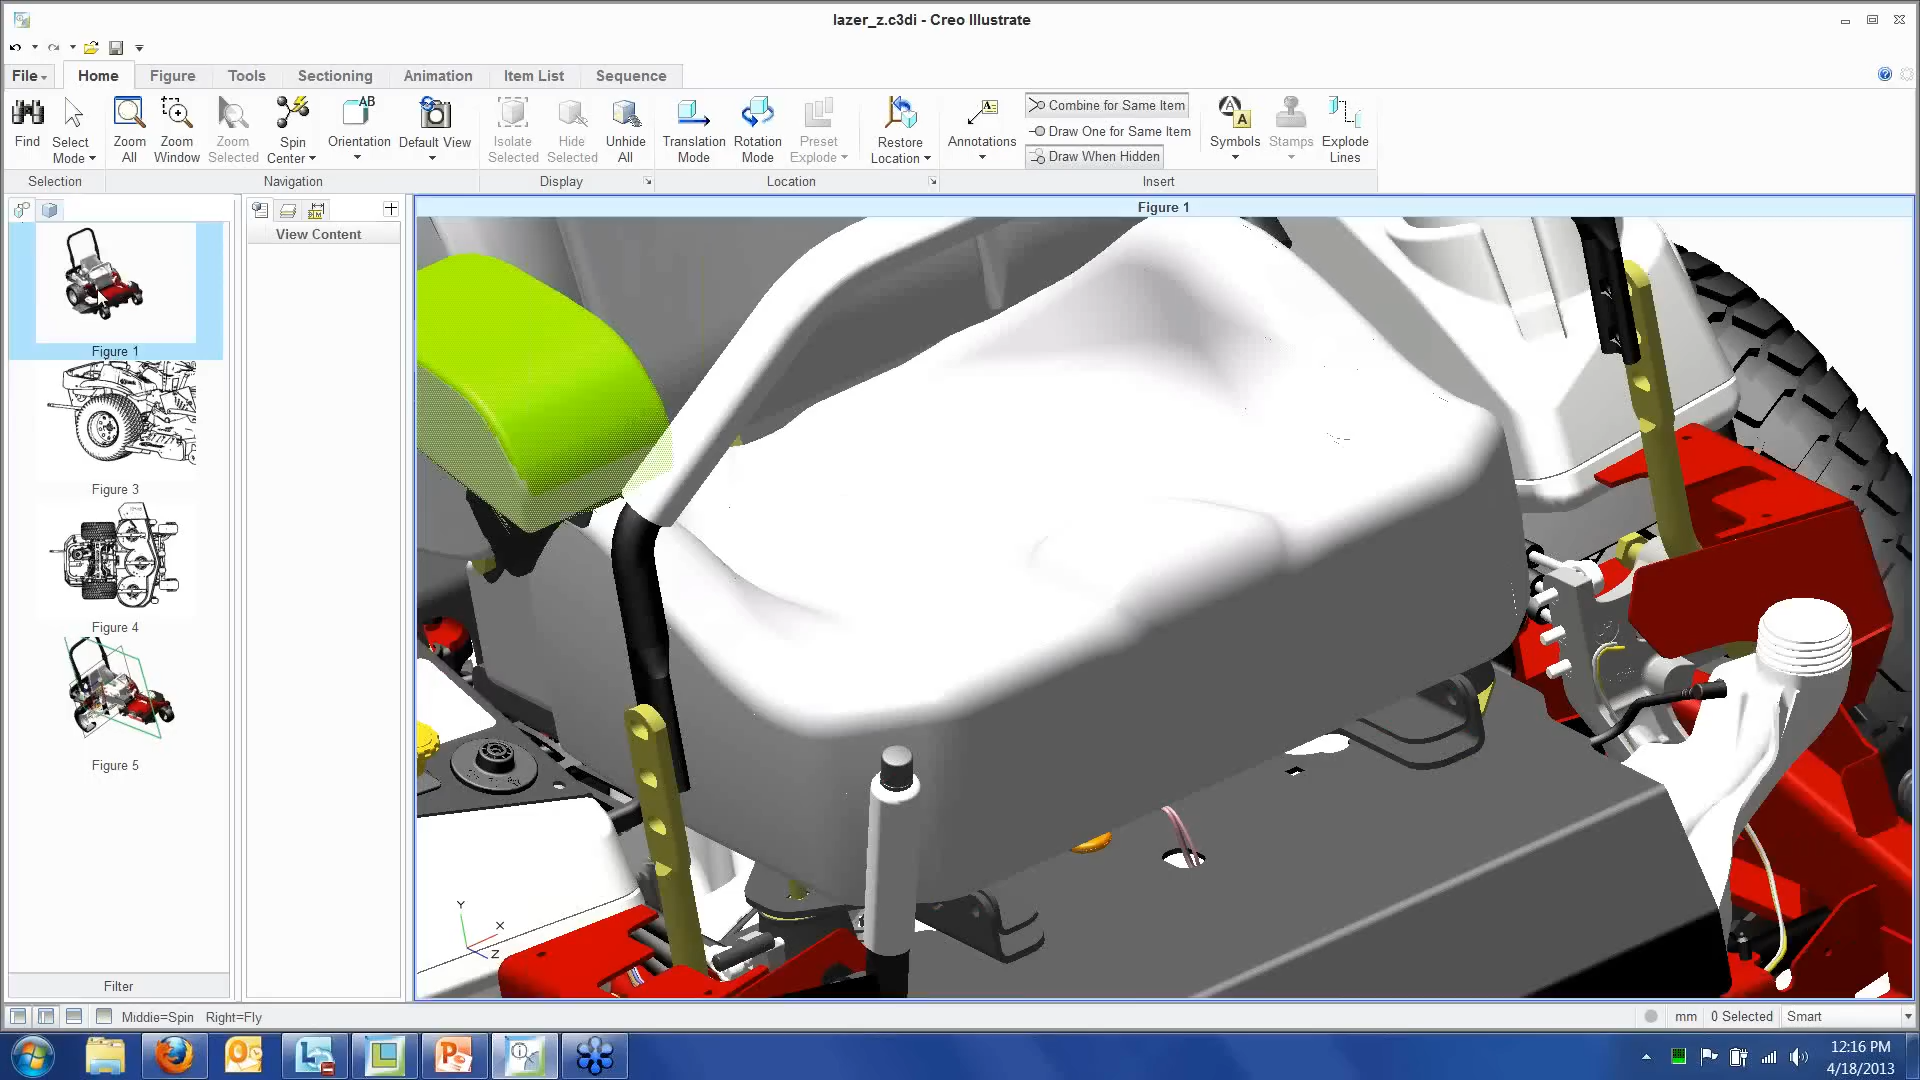 lazer_z.c3di - Creo Illustrate
File Home Figure Tools Sectioning Animation Item List Sequence
Find
Select Mode
Zoom All
Zoom Window
Zoom Selected
Spin Center
Orientation
Default View
Isolate Selected
Hide Selected
Unhide All
Translation Mode
Rotation Mode
Preset Explode
Restore Location
Annotations
Combine for Same Item
Draw One for Same Item
Draw When Hidden
Symbols
Stamps
Explode Lines
Selection Navigation Display Location Insert
View Content
Figure 1
Figure 1
Figure 3
Figure 4
Figure 5
Y
X
Z
Filter
Middle=Spin Right=Fly
mm 0 Selected Smart
12:16 PM
4/18/2013